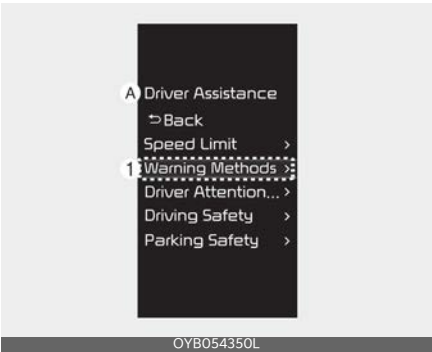 A Driver Assistance
⮌Back
Speed Limit >
1 Warning Methods >
Driver Attention... >
Driving Safety >
Parking Safety >
OYB054350L